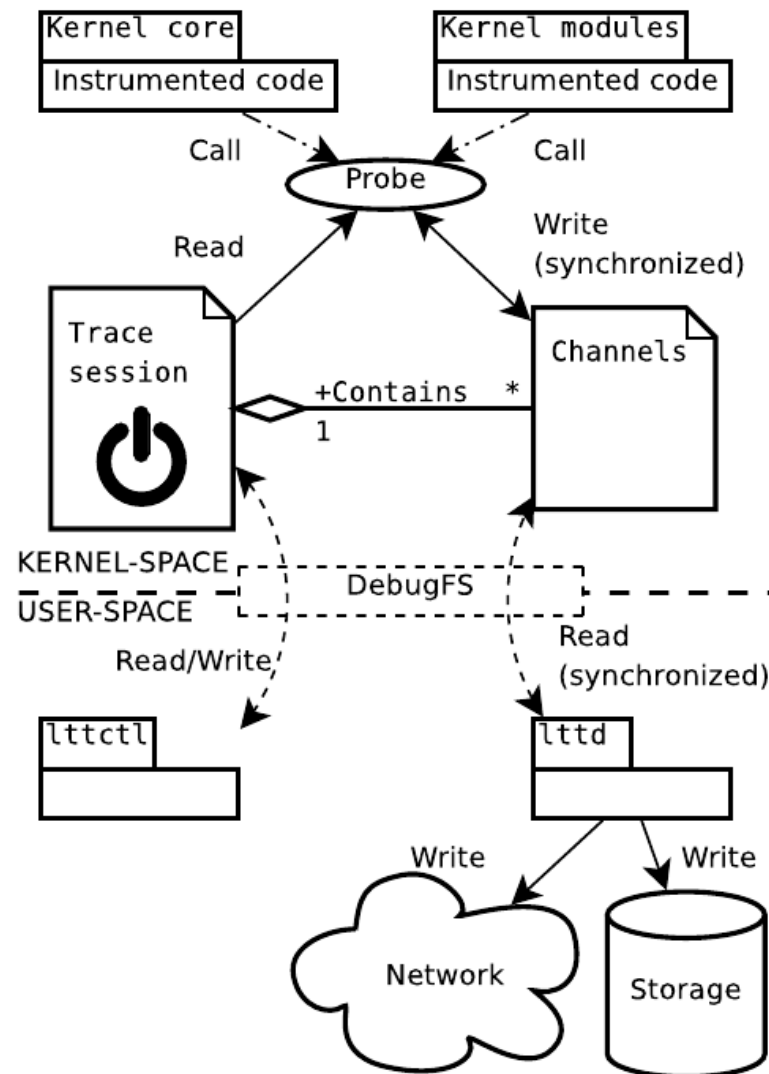 Kernel core
Instrumented code
Kernel modules
Instrumented code
Call
Call
Probe
Read
Write
(synchronized)
Trace
session
Channels
+Contains
*
1
KERNEL-SPACE
DebugFS
USER-SPACE
Read/Write
Read
(synchronized)
lttctl
lttd
Write
Write
Network
Storage